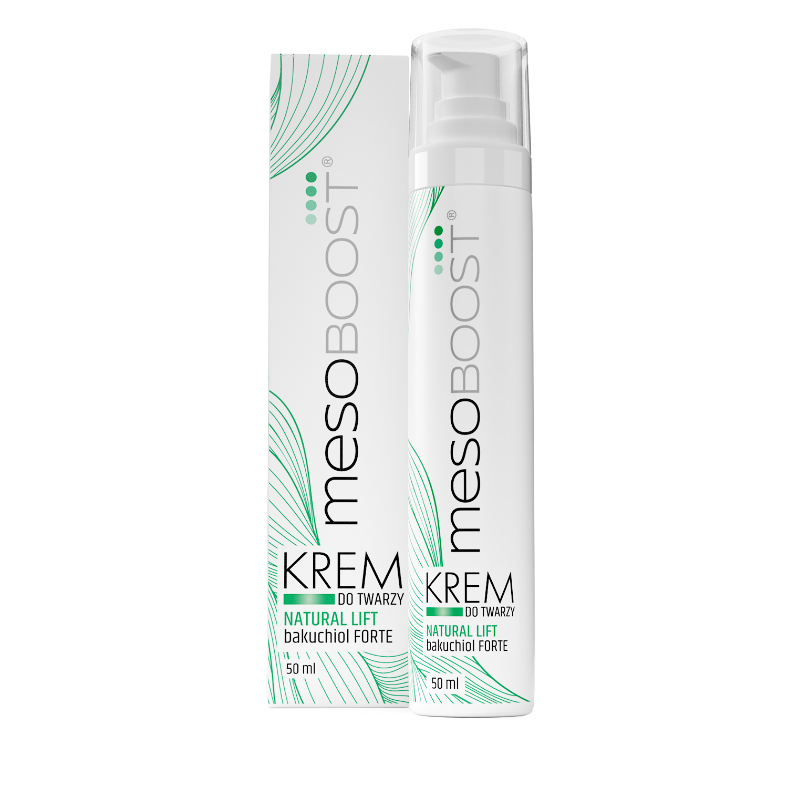 mesoBOOST®
KREM
DO TWARZY
NATURAL LIFT
bakuchiol FORTE
50 ml
mesoBOOST®
KREM
DO TWARZY
NATURAL LIFT
bakuchiol FORTE
50 ml